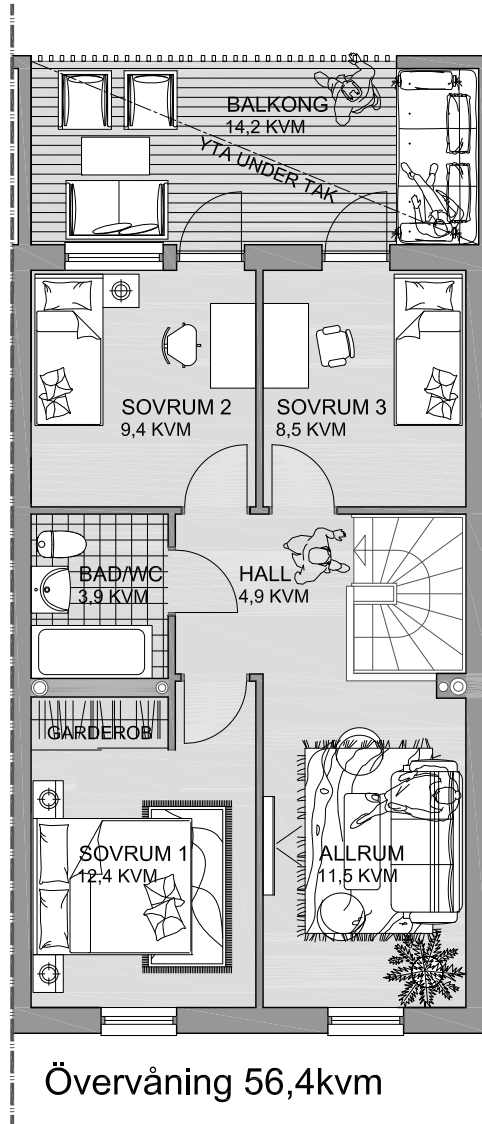 BALKONG
14,2 KVM
YTA UNDER TAK
SOVRUM 2
9,4 KVM
SOVRUM 3
8,5 KVM
BAD/WC
3,9 KVM
HALL
4,9 KVM
GARDEROB
SOVRUM 1
12,4 KVM
ALLRUM
11,5 KVM
Övervåning 56,4kvm